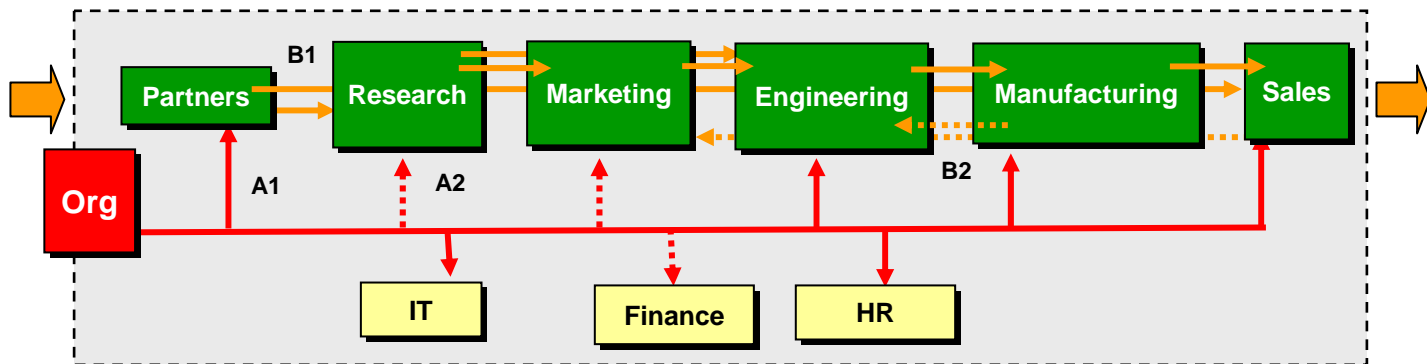 B1
Partners
Research
Marketing
Engineering
Manufacturing
Sales
Org
A1
A2
B2
IT
Finance
HR